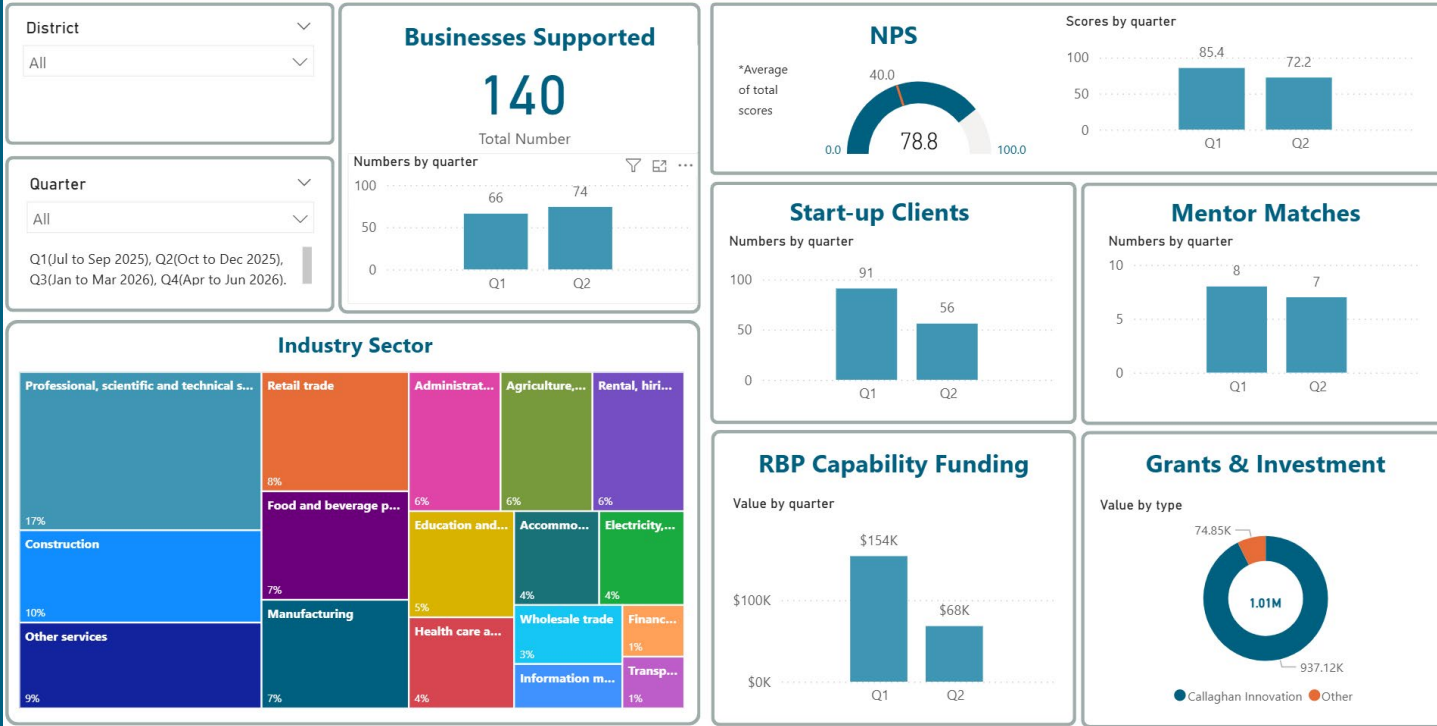 District
All
Quarter
All
Q1(Jul to Sep 2025), Q2(Oct to Dec 2025),
Q3(Jan to Mar 2026), Q4(Apr to Jun 2026).
Businesses Supported
140
Total Number
Numbers by quarter
100
50
0
66
74
Q1
Q2
NPS
*Average
of total
scores
40.0
0.0
78.8
100.0
Scores by quarter
100
50
0
85.4
72.2
Q1
Q2
Start-up Clients
Numbers by quarter
100
50
0
91
56
Q1
Q2
Mentor Matches
Numbers by quarter
10
5
0
8
7
Q1
Q2
Industry Sector
Professional, scientific and technical s...
17%
Construction
10%
Other services
9%
Retail trade
8%
Food and beverage p...
7%
Manufacturing
7%
Administrat...
6%
Agriculture,...
6%
Rental, hiri...
6%
Education and...
5%
Health care a...
4%
Accommo...
4%
Electricity,...
4%
Wholesale trade
3%
Information m...
Financ...
1%
Transp...
1%
RBP Capability Funding
Value by quarter
$100K
$0K
$154K
$68K
Q1
Q2
Grants & Investment
Value by type
74.85K
1.01M
937.12K
Callaghan Innovation
Other